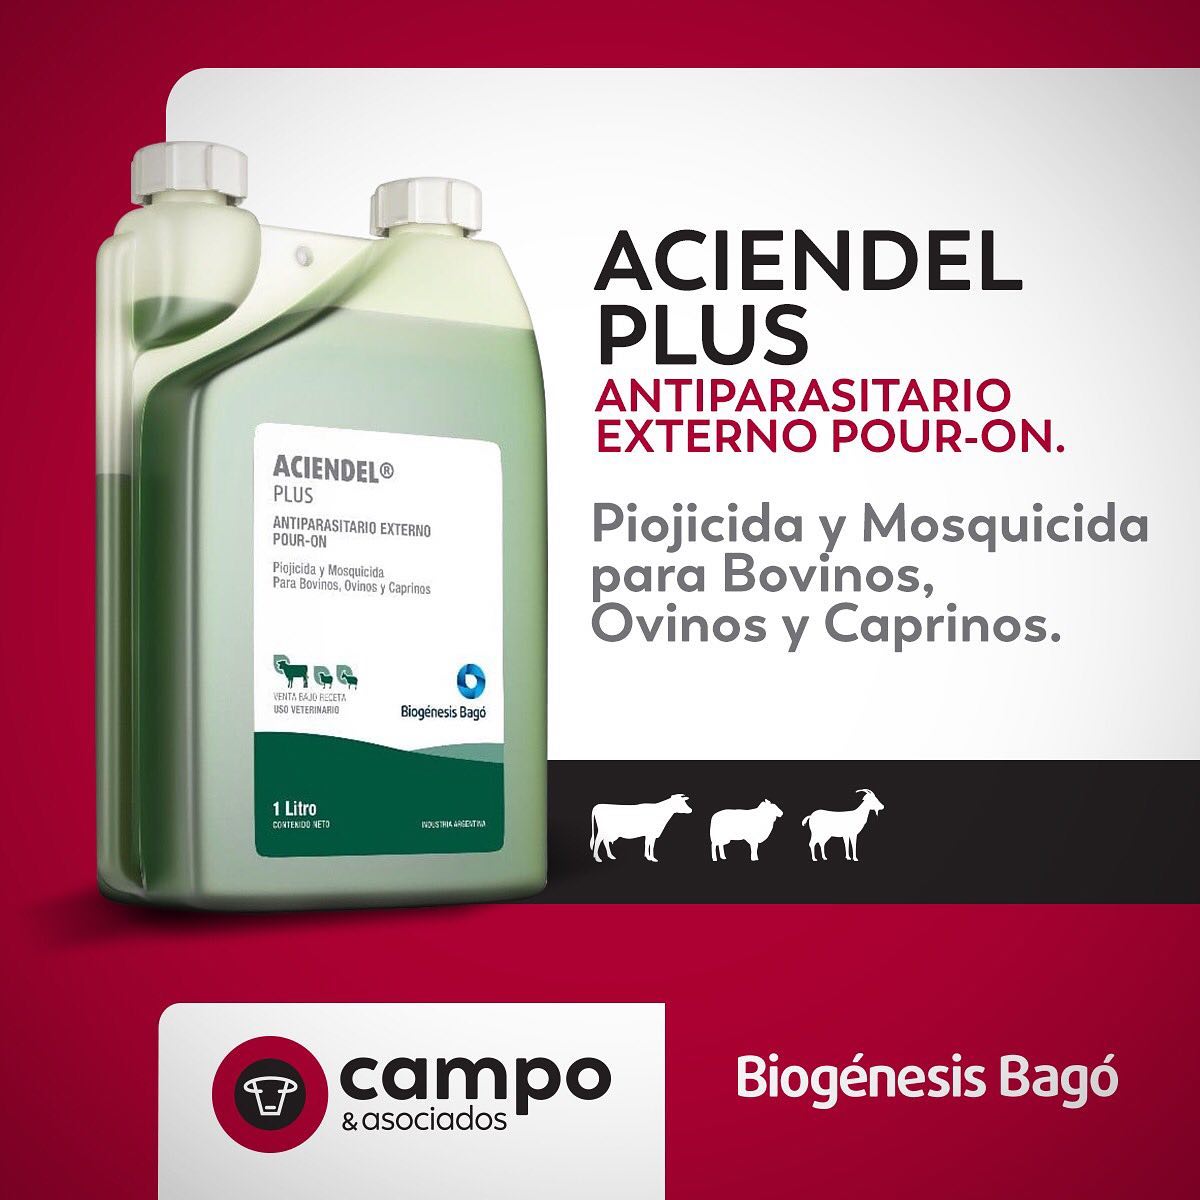 ACIENDEL
PLUS
ANTIPARASITARIO
EXTERNO POUR-ON.
Piojicida y Mosquicida
para Bovinos,
Ovinos y Caprinos.
ACIENDEL®
PLUS
ANTIPARASITARIO EXTERNO
POUR-ON
Piojicida y Mosquicida
Para Bovinos, Ovinos y Caprinos
VENTA BAJO RECETA
USO VETERINARIO
Biogénesis Bagó
1 Litro
CONTENIDO NETO
INDUSTRIA ARGENTINA
campo
& asociados
Biogénesis Bagó